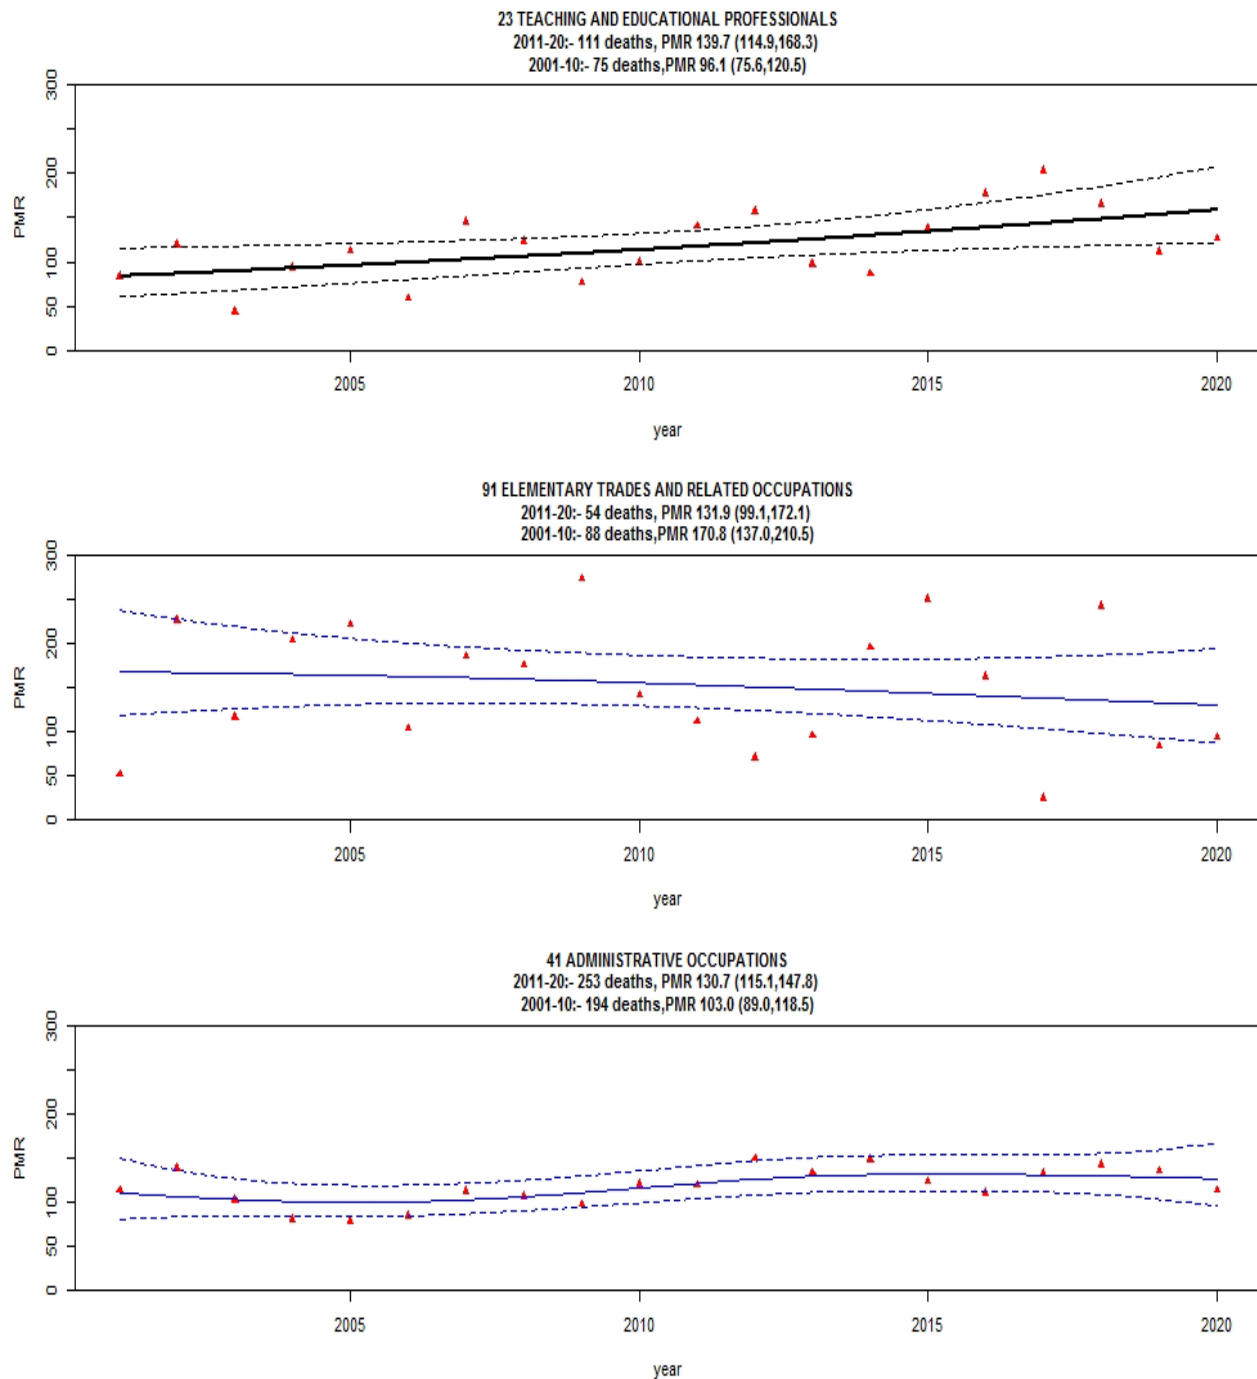 23 TEACHING AND EDUCATIONAL PROFESSIONALS
2011-20:- 111 deaths, PMR 139.7 (114.9,168.3)
2001-10:- 75 deaths,PMR 96.1 (75.6,120.5)
300
200
100
50
0
PMR
2005 2010 2015 2020
year
91 ELEMENTARY TRADES AND RELATED OCCUPATIONS
2011-20:- 54 deaths, PMR 131.9 (99.1,172.1)
2001-10:- 88 deaths,PMR 170.8 (137.0,210.5)
300
200
100
50
0
PMR
2005 2010 2015 2020
year
41 ADMINISTRATIVE OCCUPATIONS
2011-20:- 253 deaths, PMR 130.7 (115.1,147.8)
2001-10:- 194 deaths,PMR 103.0 (89.0,118.5)
300
200
100
50
0
PMR
2005 2010 2015 2020
year